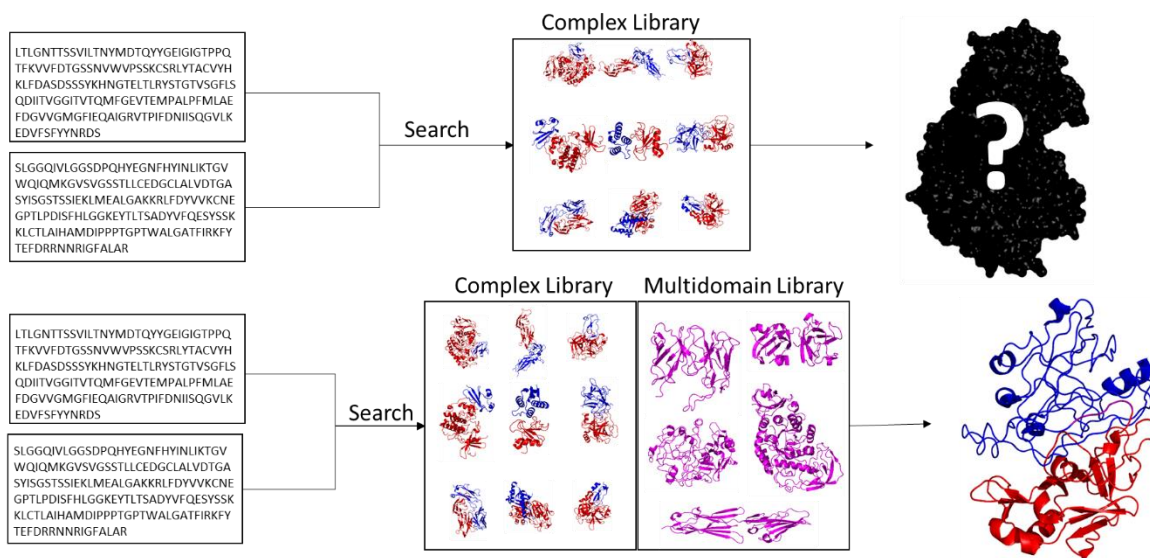 Complex Library
LTLGNTTSSVILTNYMDTQYYGEIGIGTPPQ
TFKVVFDTGSSNVWVPSSKCSRLYTACVYH
KLFDASDSSSYKHNGTELTLRYSTGTVSGFLS
QDIITVGGITVTQMFGEVTEMPALPFMLAE
FDGVVGMGFIEQAIGRVTPIFDNIISQGVLK
EDVFSFYYNRDS
Search
?
SLGGQIVLGGSDPQHYEGNFHYINLIKTGV
WQIQMKGVSVGSSTLLCEDGCLALVDTGA
SYISGSTSSIEKLMEALGAKKRLFDYVVKCNE
GPTLPDISFHLGGKEYTLTSADYVFQESYSSK
KLCTLAIHAMDIPPPTGPTWALGATFIRKFY
TEFDRRNNRIGFALAR
Complex Library
Multidomain Library
LTLGNTTSSVILTNYMDTQYYGEIGIGTPPQ
TFKVVFDTGSSNVWVPSSKCSRLYTACVYH
KLFDASDSSSYKHNGTELTLRYSTGTVSGFLS
QDIITVGGITVTQMFGEVTEMPALPFMLAE
FDGVVGMGFIEQAIGRVTPIFDNIISQGVLK
EDVFSFYYNRDS
Search
SLGGQIVLGGSDPQHYEGNFHYINLIKTGV
WQIQMKGVSVGSSTLLCEDGCLALVDTGA
SYISGSTSSIEKLMEALGAKKRLFDYVVKCNE
GPTLPDISFHLGGKEYTLTSADYVFQESYSSK
KLCTLAIHAMDIPPPTGPTWALGATFIRKFY
TEFDRRNNRIGFALAR